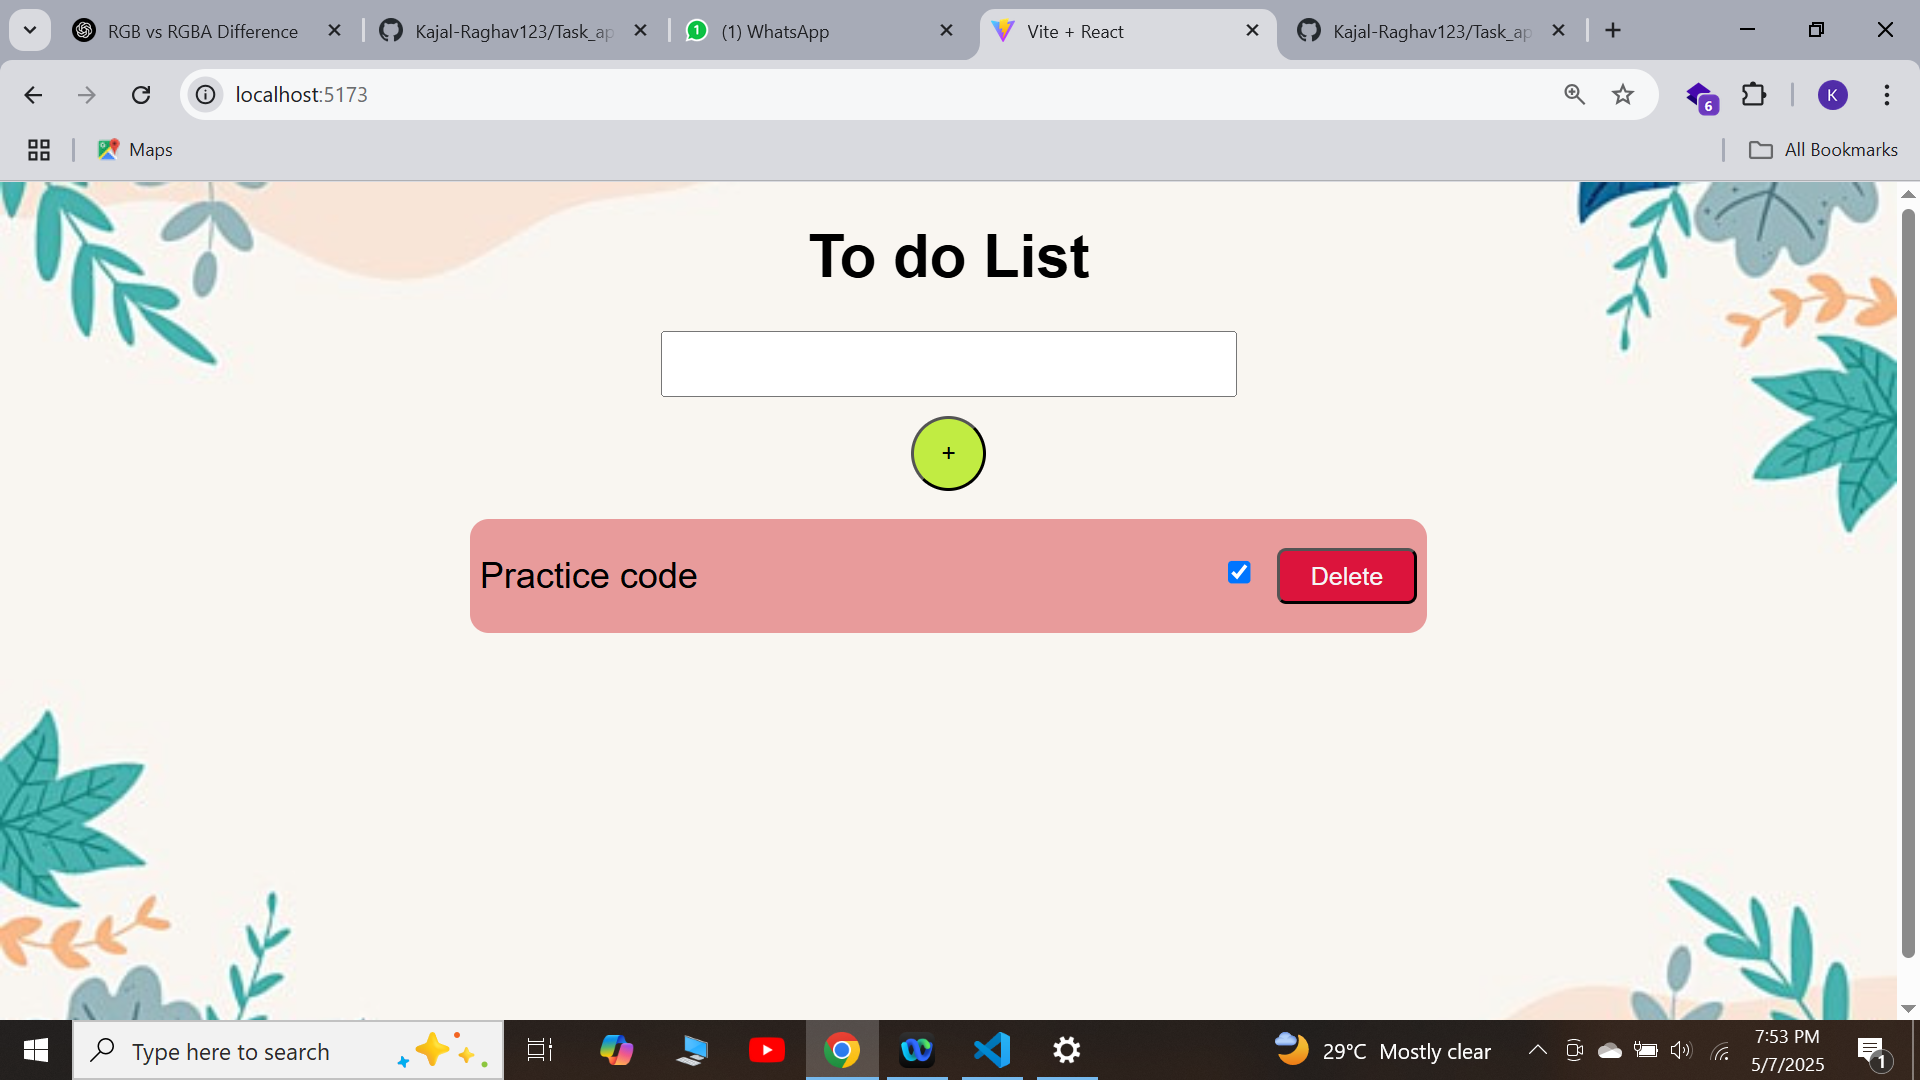 RGB vs RGBA Difference
Kajal-Raghav123/Task_ap
(1) WhatsApp
Vite + React
Kajal-Raghav123/Task_ap
localhost:5173
6
K
Maps
All Bookmarks
To do List
+
Practice code
Delete
Type here to search
29°C Mostly clear
7:53 PM
5/7/2025
1